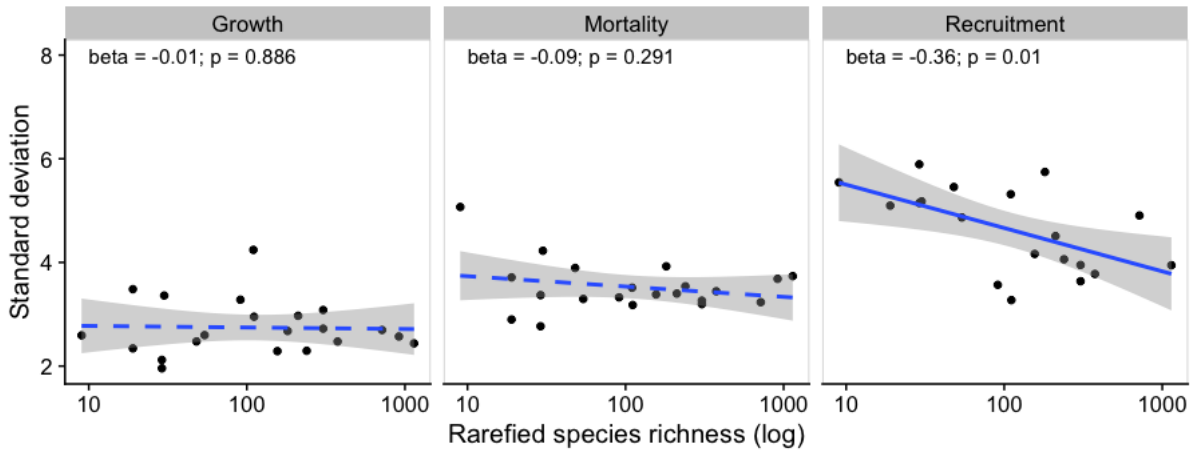 Growth
Mortality
Recruitment
beta = -0.01; p = 0.886
beta = -0.09; p = 0.291
beta = -0.36; p = 0.01
8
6
4
2
Standard deviation
10
100
1000
10
100
1000
10
100
1000
Rarefied species richness (log)